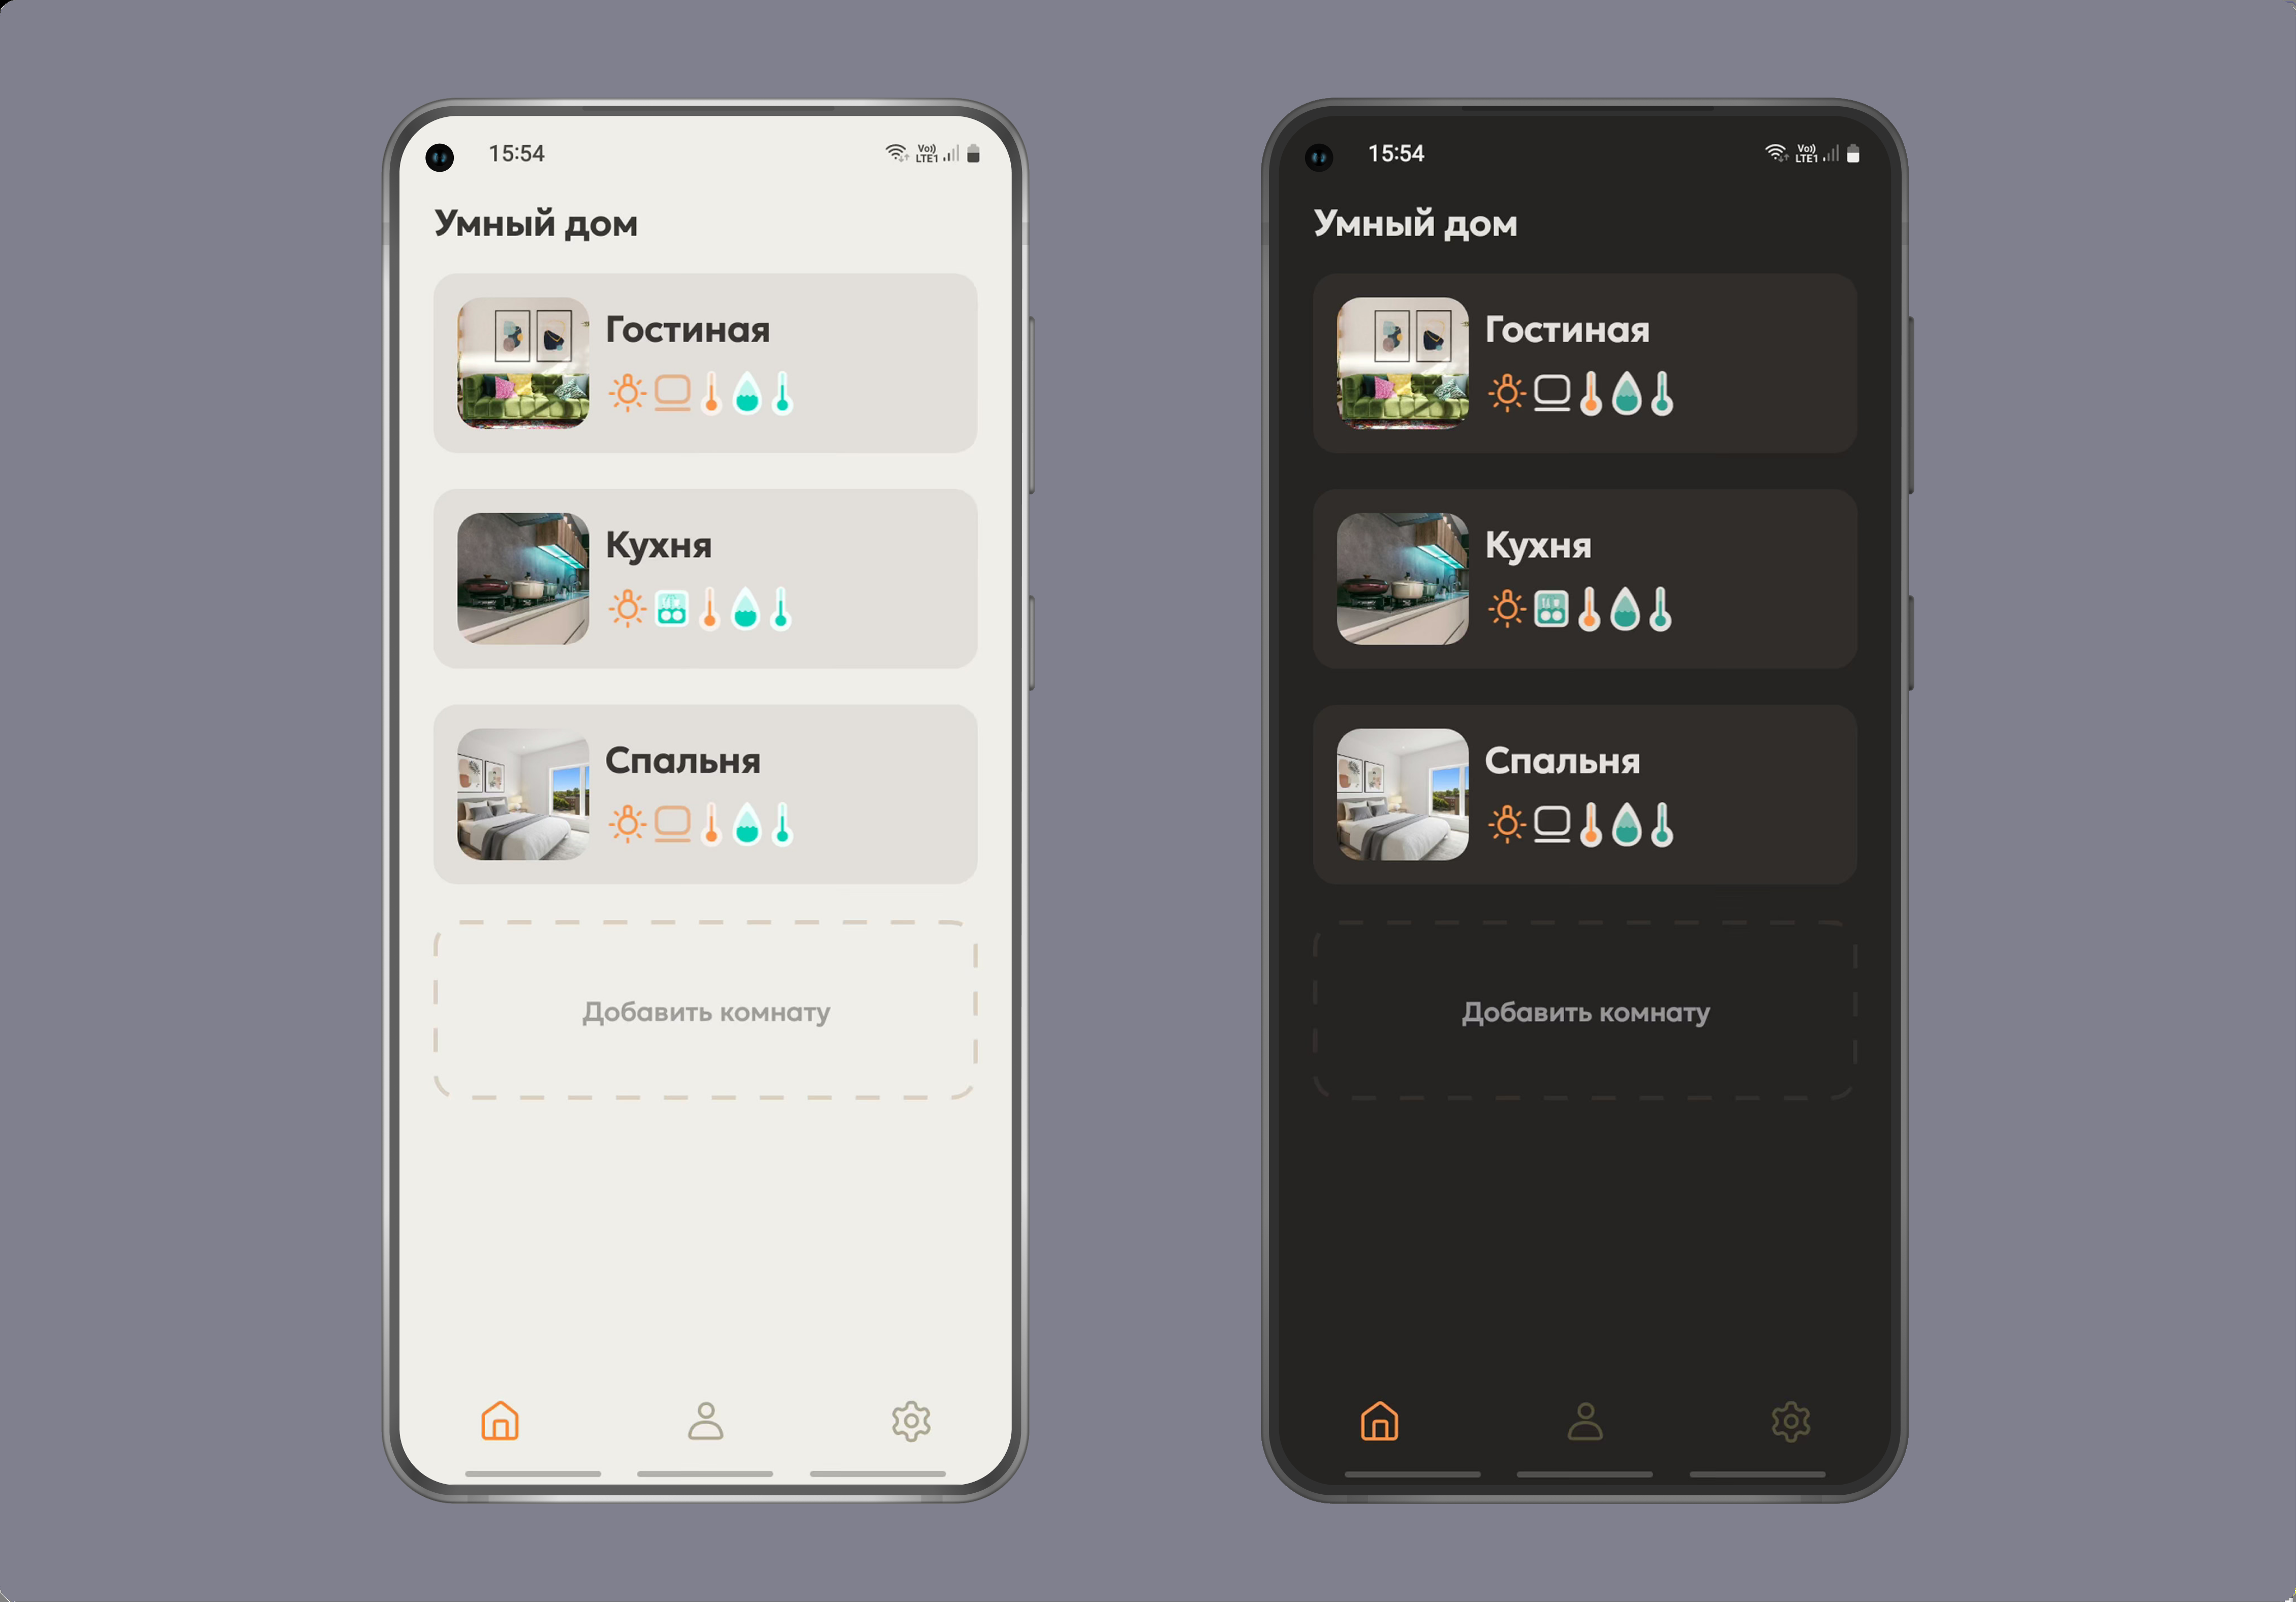 15:54
Vo)) LTE1
Умный дом
Гостиная
Кухня
Спальня
Добавить комнату
15:54
Vo)) LTE1
Умный дом
Гостиная
Кухня
Спальня
Добавить комнату